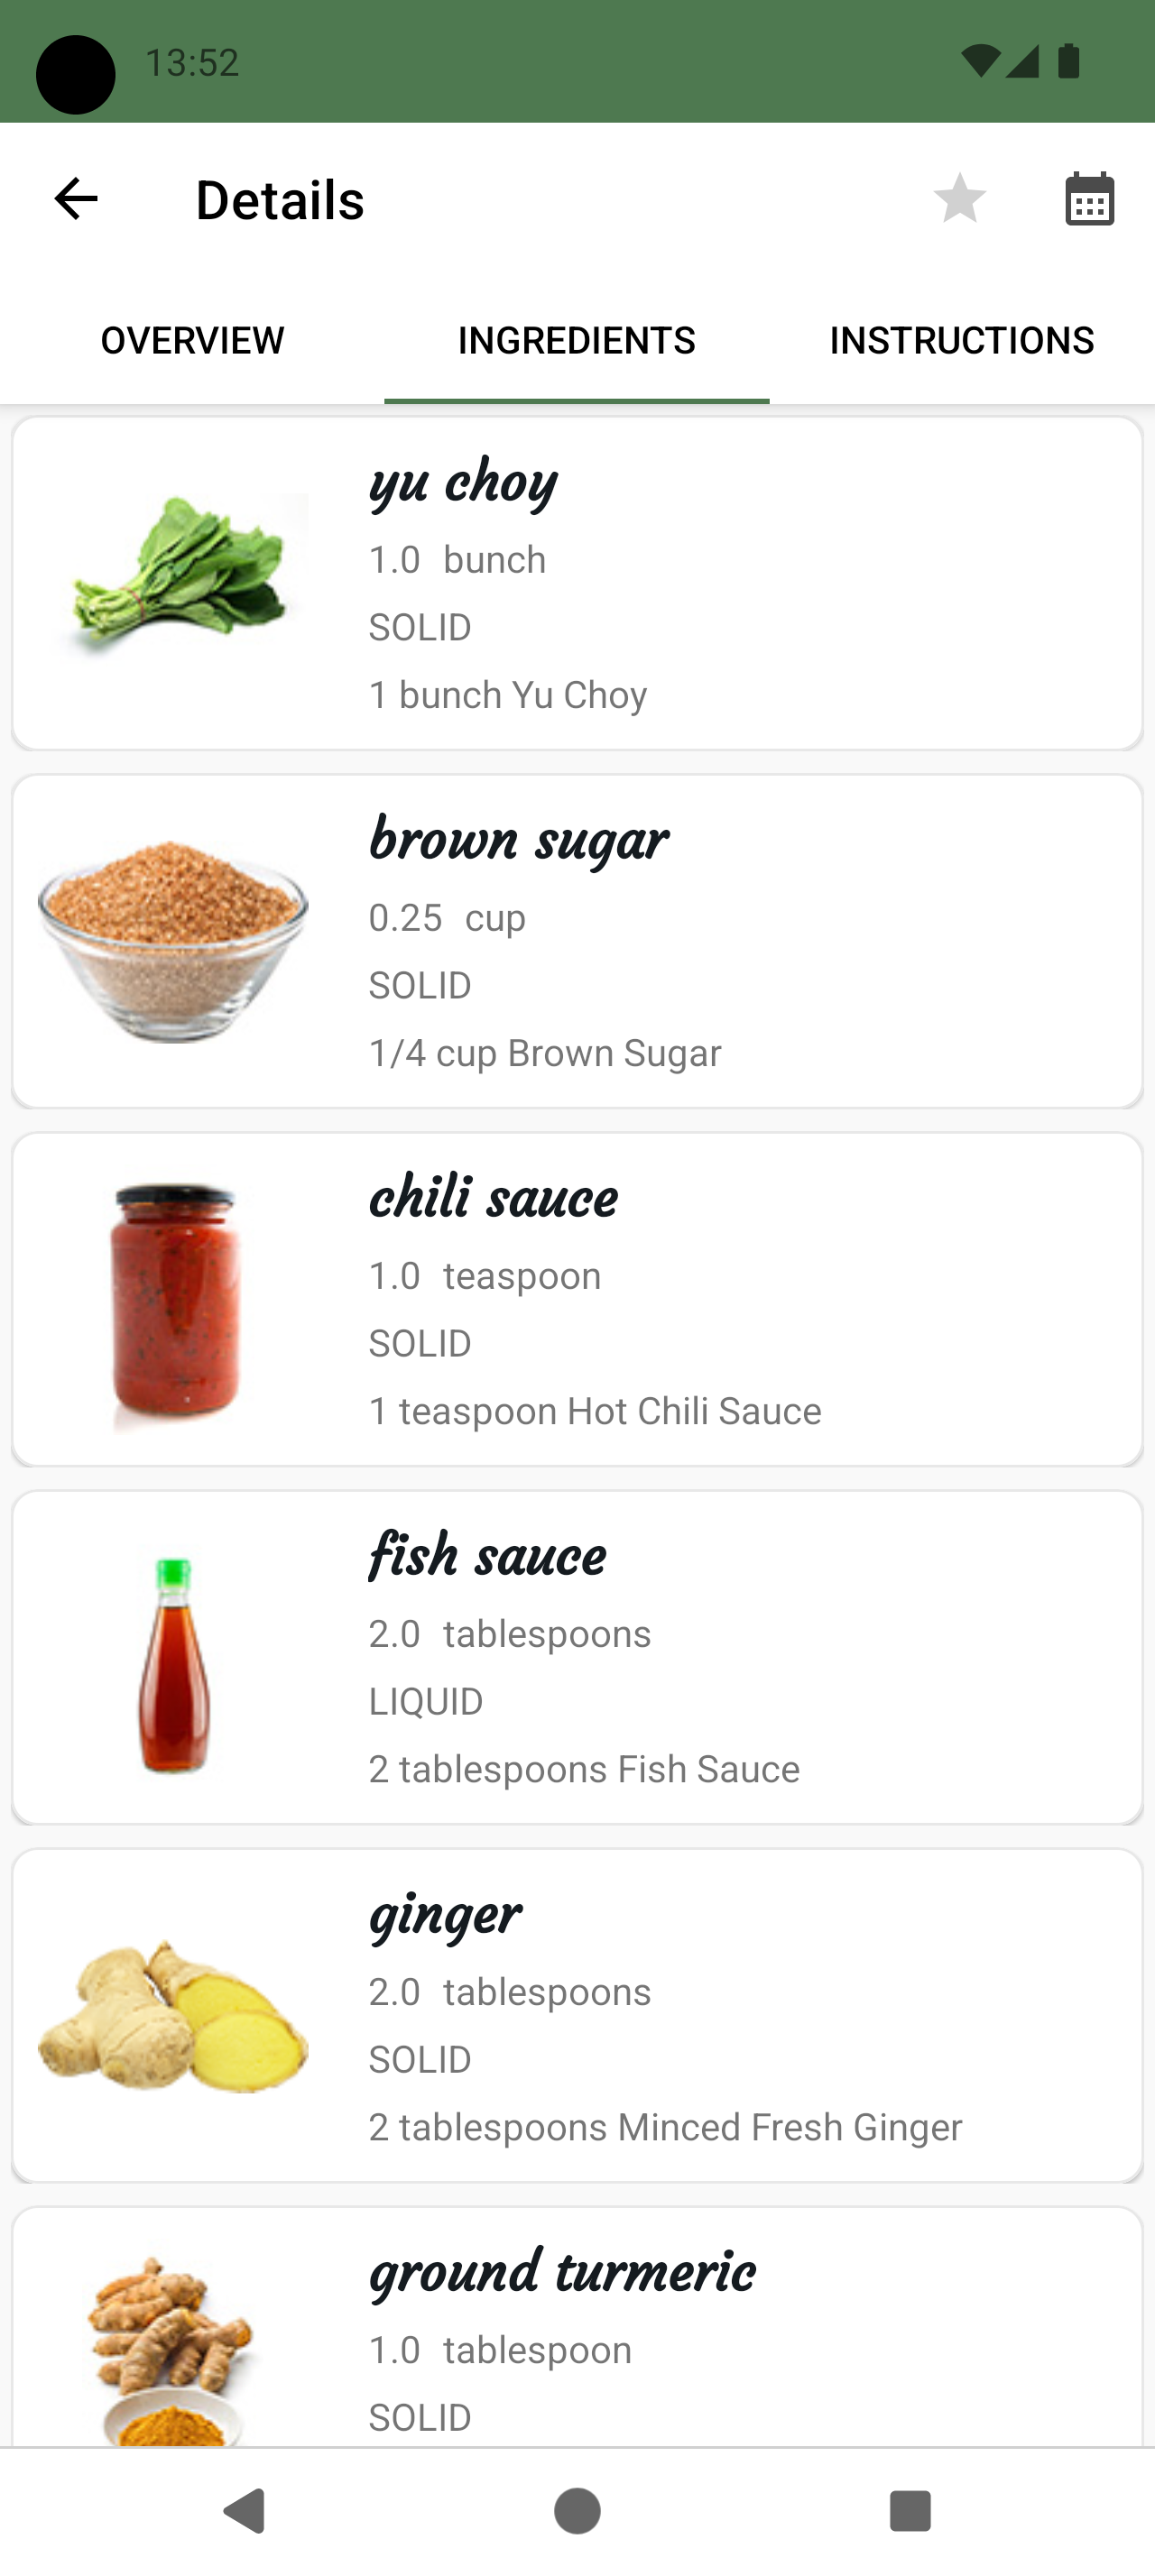 13:52
Details
OVERVIEW INGREDIENTS INSTRUCTIONS
yu choy
1.0 bunch
SOLID
1 bunch Yu Choy
brown sugar
0.25 cup
SOLID
1/4 cup Brown Sugar
chili sauce
1.0 teaspoon
SOLID
1 teaspoon Hot Chili Sauce
fish sauce
2.0 tablespoons
LIQUID
2 tablespoons Fish Sauce
ginger
2.0 tablespoons
SOLID
2 tablespoons Minced Fresh Ginger
ground turmeric
1.0 tablespoon
SOLID